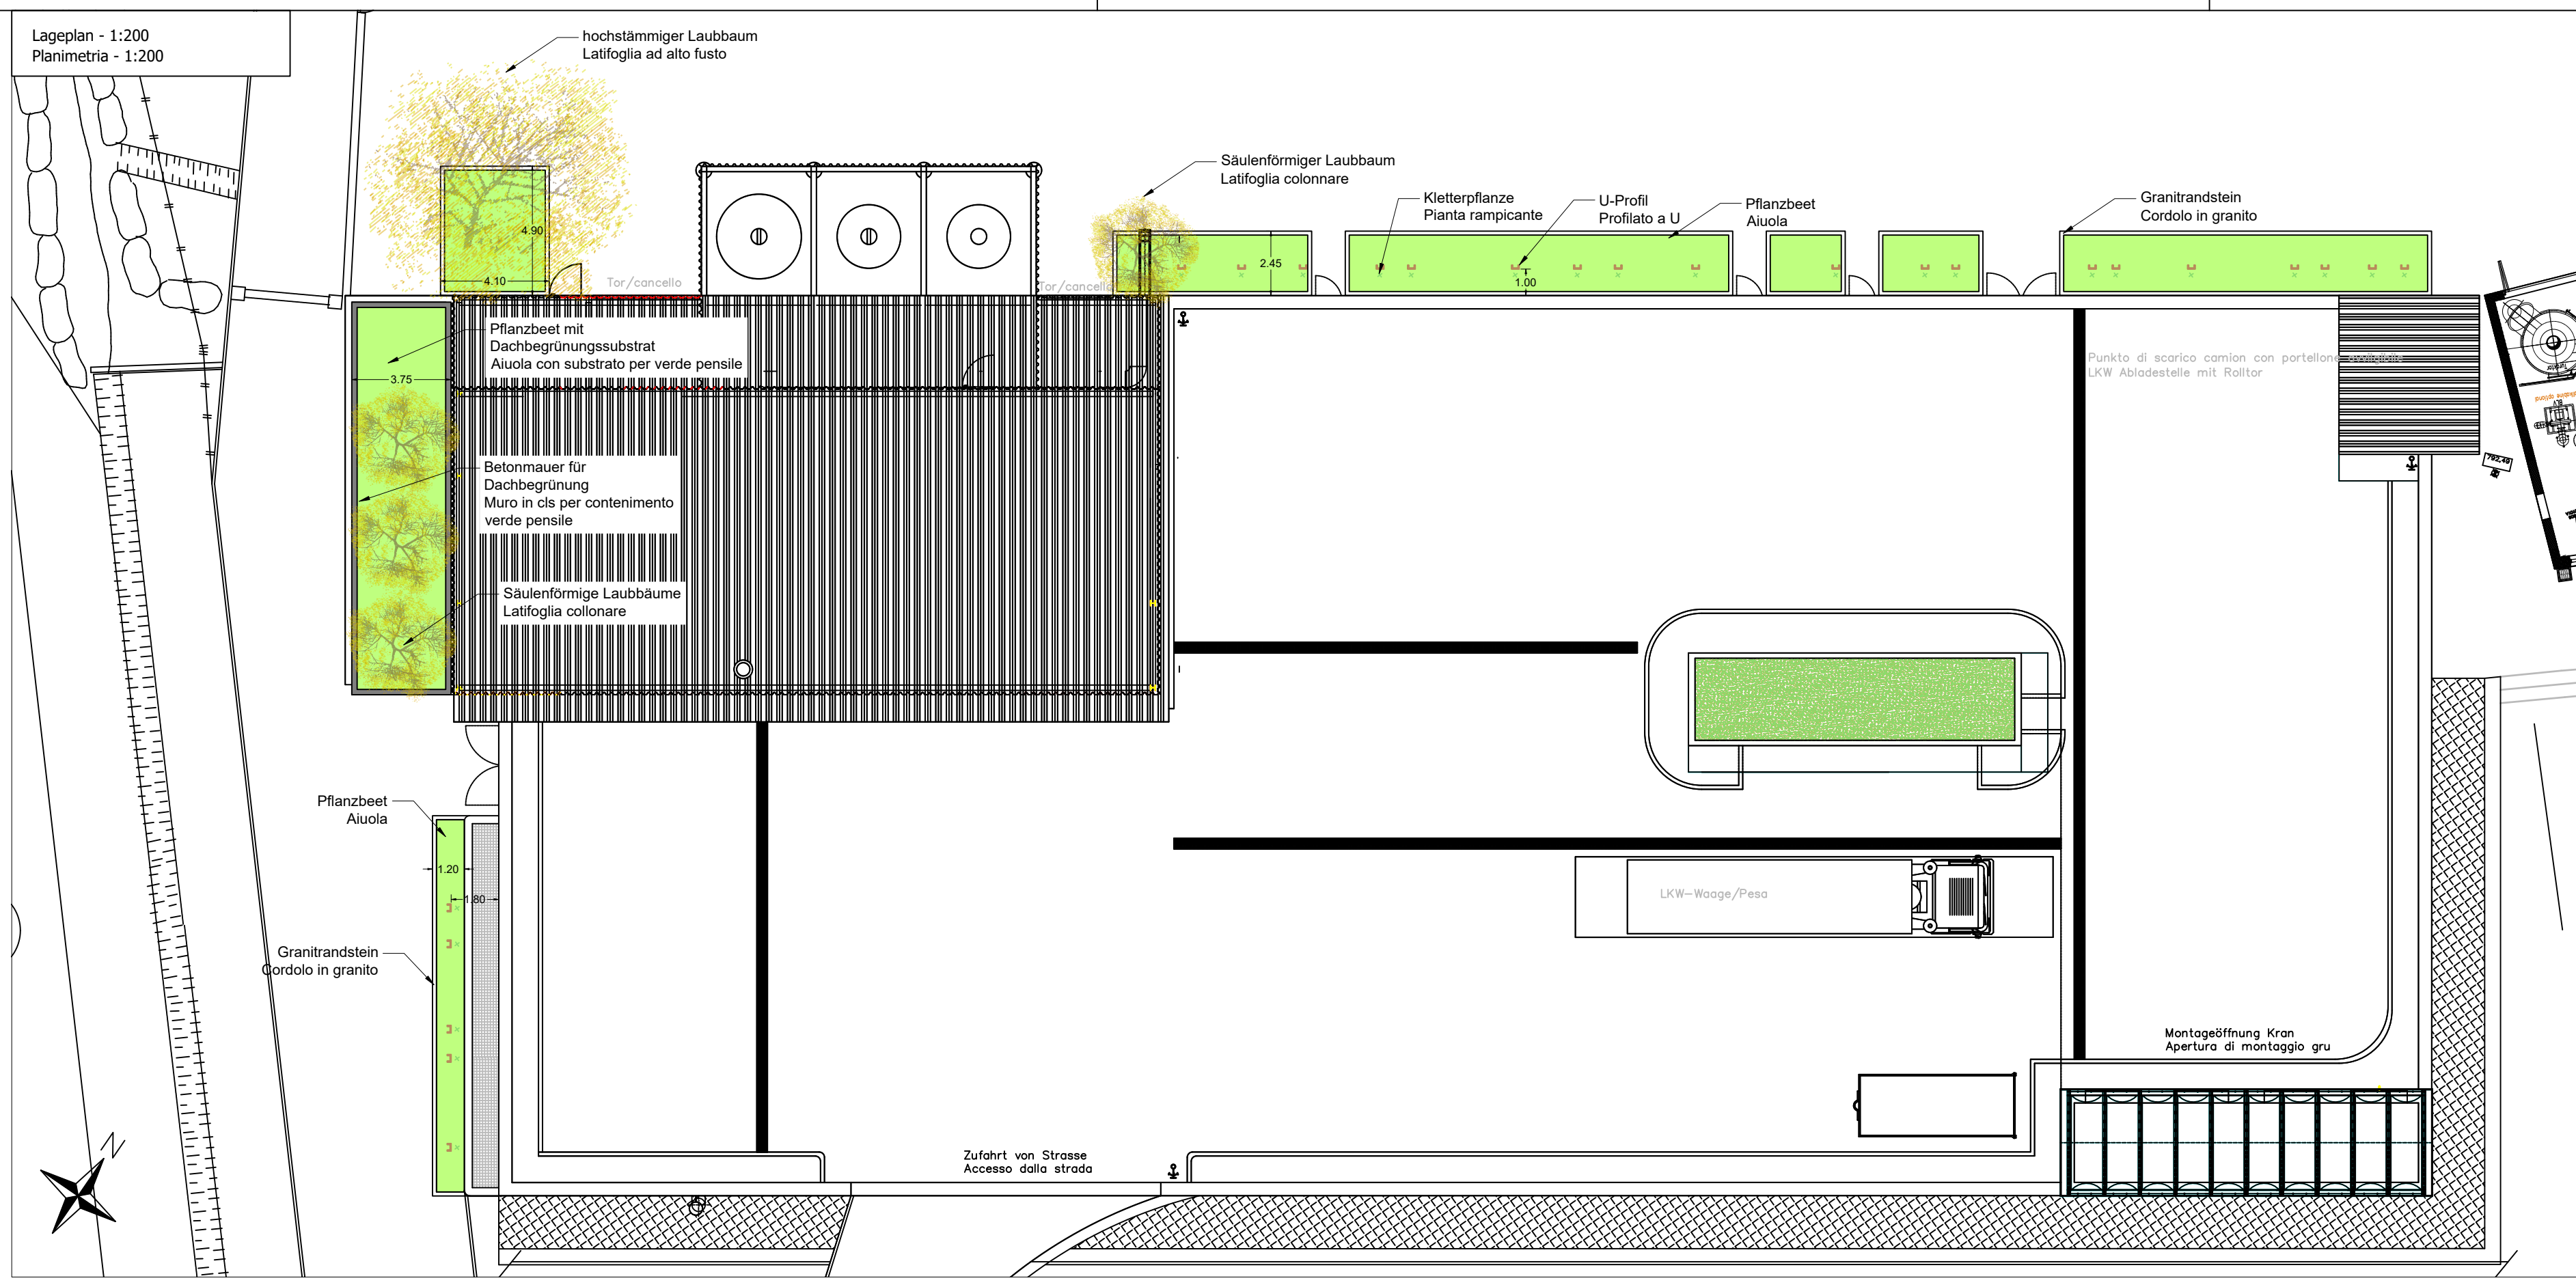 Lageplan - 1:200
Planimetria - 1:200
hochstämmiger Laubbaum
Latifoglia ad alto fusto
Säulenförmiger Laubbaum
Latifoglia colonnare
Kletterpflanze
Pianta rampicante
U-Profil
Profilato a U
Pflanzbeet
Aiuola
Granitrandstein
Cordolo in granito
4.90
4.10
Tor/cancello
Tor/cancello
2.45
1.00
Pflanzbeet mit
Dachbegrünungssubstrat
Aiuola con substrato per verde pensile
3.75
Punkto di scarico camion con portellone
LKW Abladestelle mit Rolltor
Betonmauer für
Dachbegrünung
Muro in cls per contenimento
verde pensile
792.49
Säulenförmige Laubbäume
Latifoglia collonare
Pflanzbeet
Aiuola
1.20
1.80
LKW-Waage/Pesa
Granitrandstein
Cordolo in granito
Montageöffnung Kran
Apertura di montaggio gru
Zufahrt von Strasse
Accesso dalla strada
N